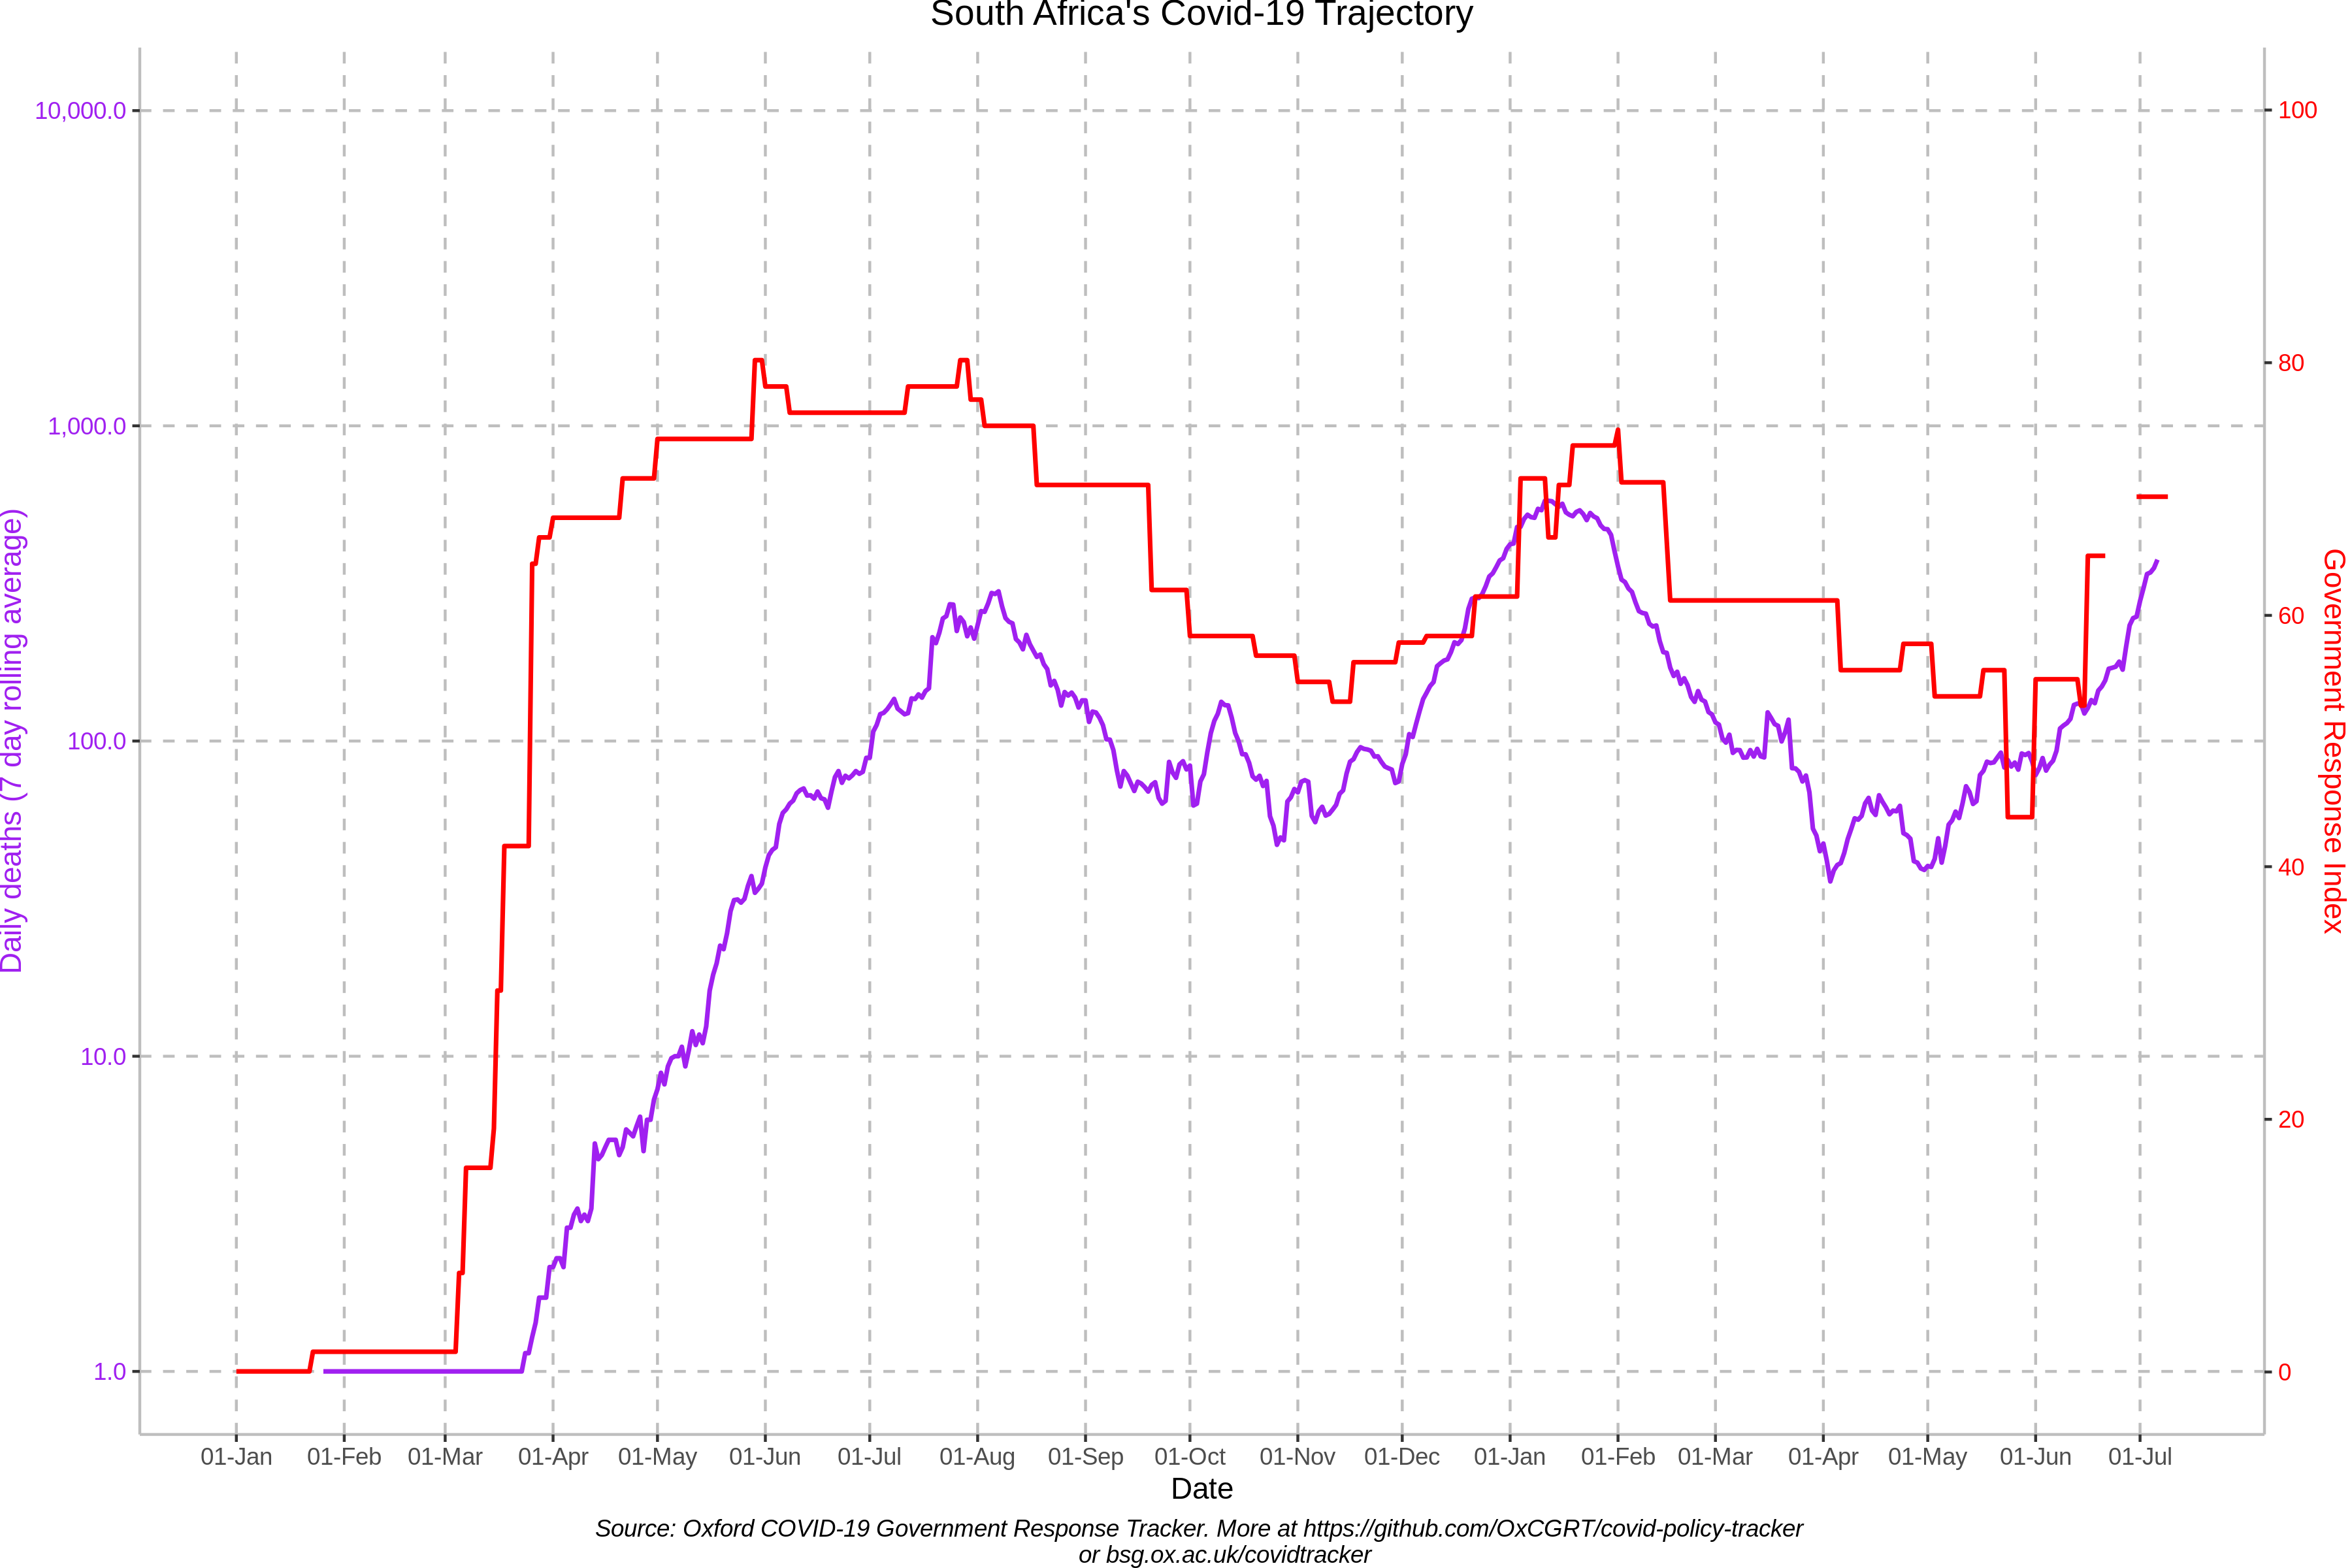 South Africa's Covid-19 Trajectory
10,000.0
1,000.0
100.0
10.0
1.0
Daily deaths (7 day rolling average)
100
80
60
40
20
0
Government Response Index
01-Jan 01-Feb 01-Mar 01-Apr 01-May 01-Jun 01-Jul 01-Aug 01-Sep 01-Oct 01-Nov 01-Dec 01-Jan 01-Feb 01-Mar 01-Apr 01-May 01-Jun 01-Jul
Date
Source: Oxford COVID-19 Government Response Tracker. More at https://github.com/OxCGRT/covid-policy-tracker
or bsg.ox.ac.uk/covidtracker